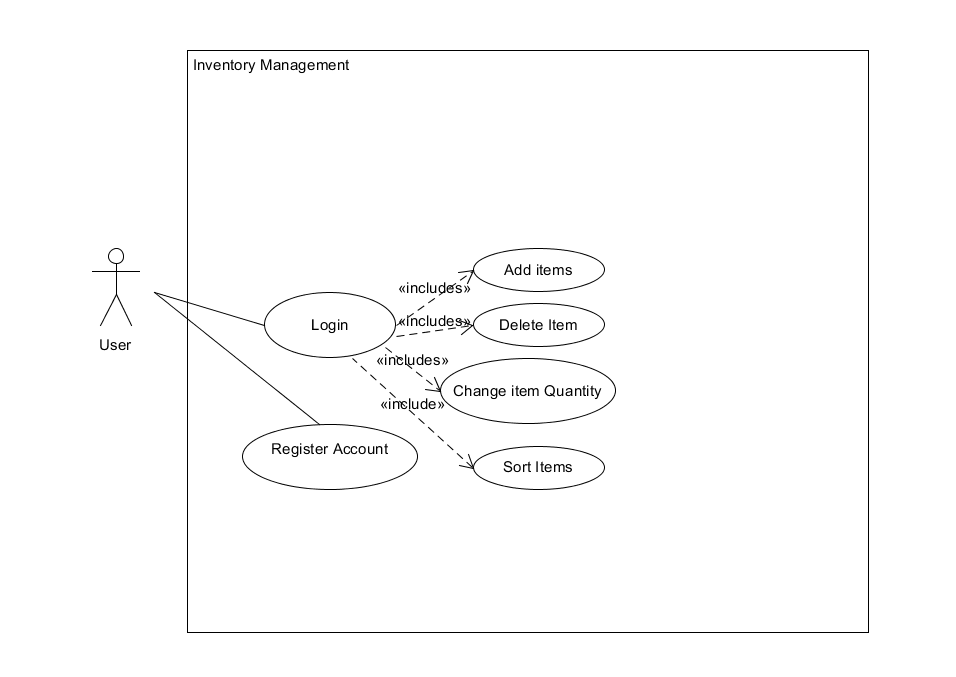 Inventory Management
User
Login
Register Account
«includes»
«includes»
«includes»
«include»
Add items
Delete Item
Change item Quantity
Sort Items